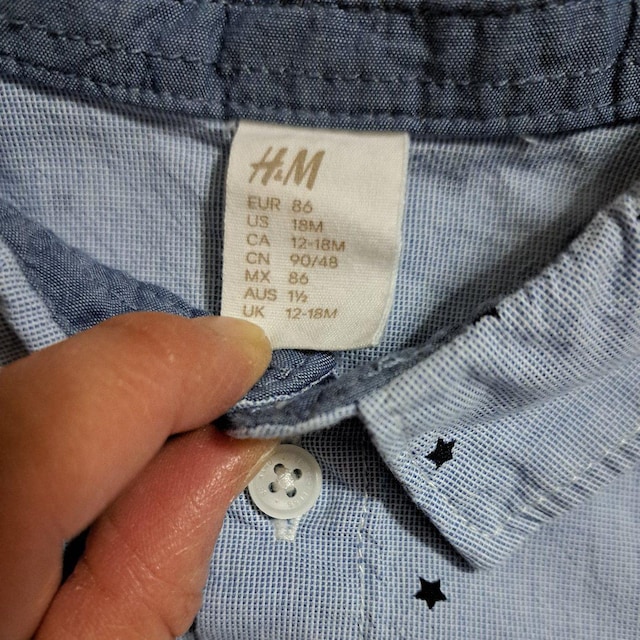 H&M
EUR 86
US 18M
CA 12-18M
CN 90/48
MX 86
AUS 1½
UK 12-18M